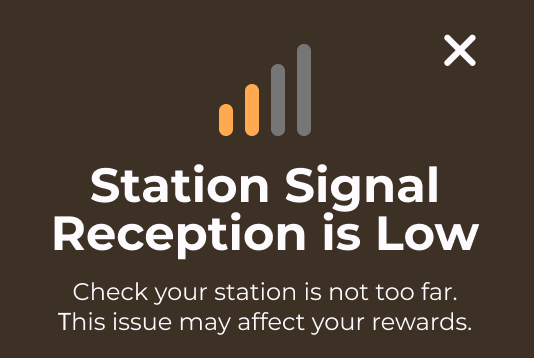 Station Signal
Reception is Low
Check your station is not too far.
This issue may affect your rewards.